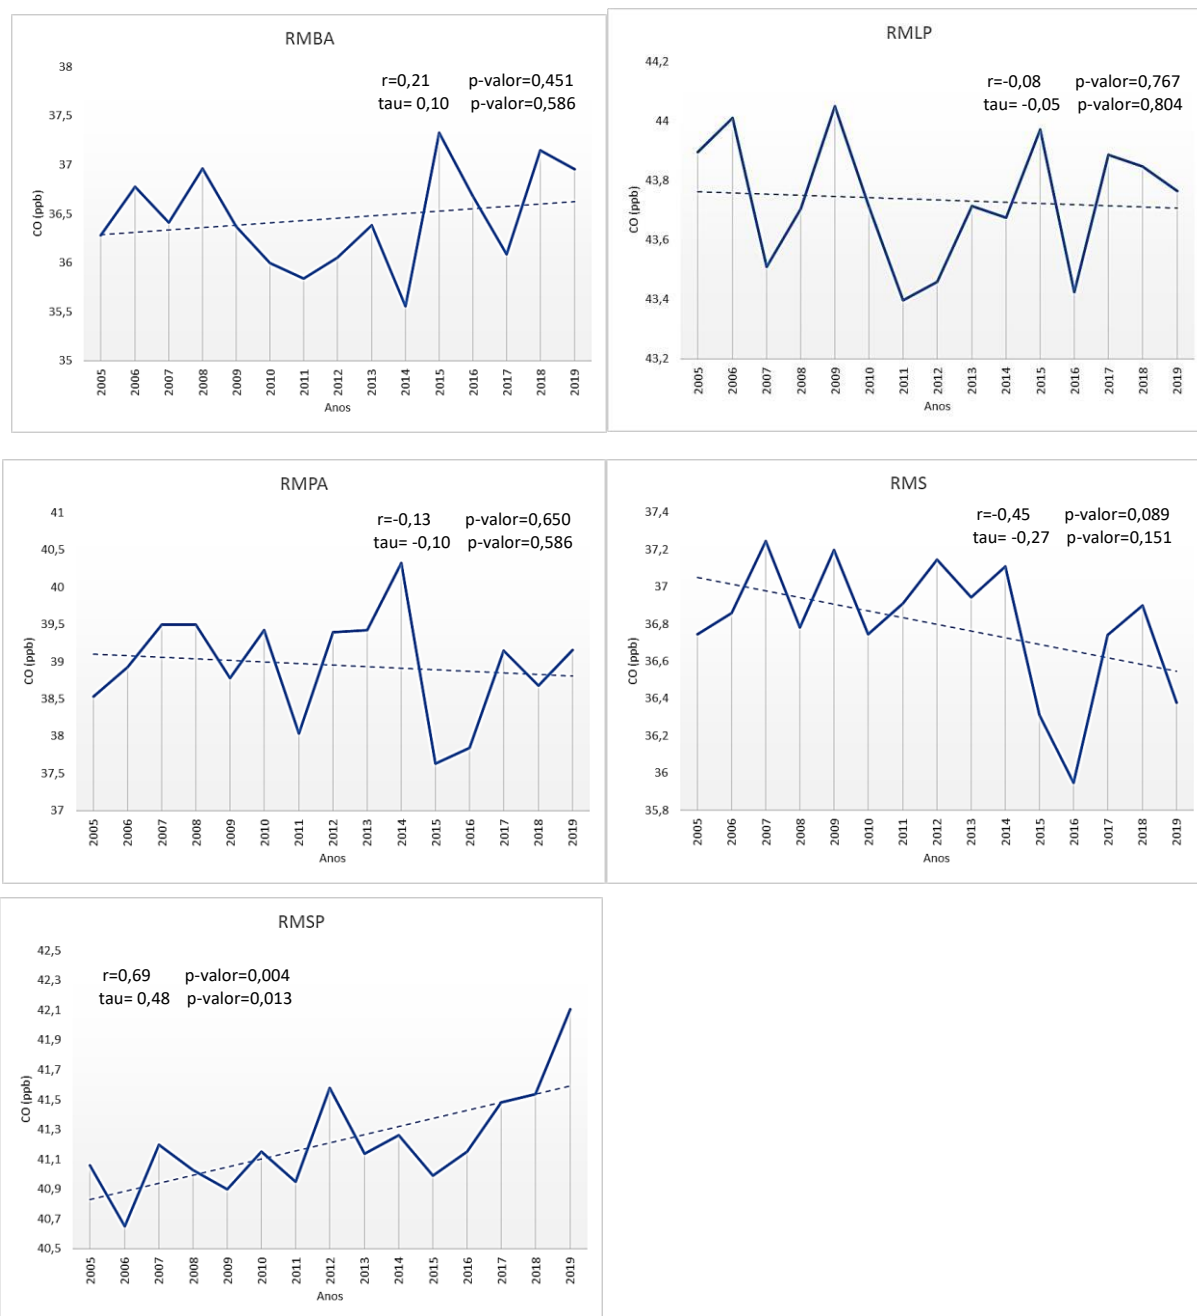 RMBA
r=0,21 p-valor=0,451
tau= 0,10 p-valor=0,586
38
37,5
37
36,5
36
35,5
35
CO (ppb)
2005 2006 2007 2008 2009 2010 2011 2012 2013 2014 2015 2016 2017 2018 2019
Anos
RMLP
r=-0,08 p-valor=0,767
tau= -0,05 p-valor=0,804
44,2
44
43,8
43,6
43,4
43,2
CO (ppb)
2005 2006 2007 2008 2009 2010 2011 2012 2013 2014 2015 2016 2017 2018 2019
Anos
RMPA
r=-0,13 p-valor=0,650
tau= -0,10 p-valor=0,586
41
40,5
40
39,5
39
38,5
38
37,5
37
CO (ppb)
2005 2006 2007 2008 2009 2010 2011 2012 2013 2014 2015 2016 2017 2018 2019
Anos
RMS
r=-0,45 p-valor=0,089
tau= -0,27 p-valor=0,151
37,4
37,2
37
36,8
36,6
36,4
36,2
36
35,8
CO (ppb)
2005 2006 2007 2008 2009 2010 2011 2012 2013 2014 2015 2016 2017 2018 2019
Anos
RMSP
r=0,69 p-valor=0,004
tau= 0,48 p-valor=0,013
42,5
42,3
42,1
41,9
41,7
41,5
41,3
41,1
40,9
40,7
40,5
CO (ppb)
2005 2006 2007 2008 2009 2010 2011 2012 2013 2014 2015 2016 2017 2018 2019
Anos